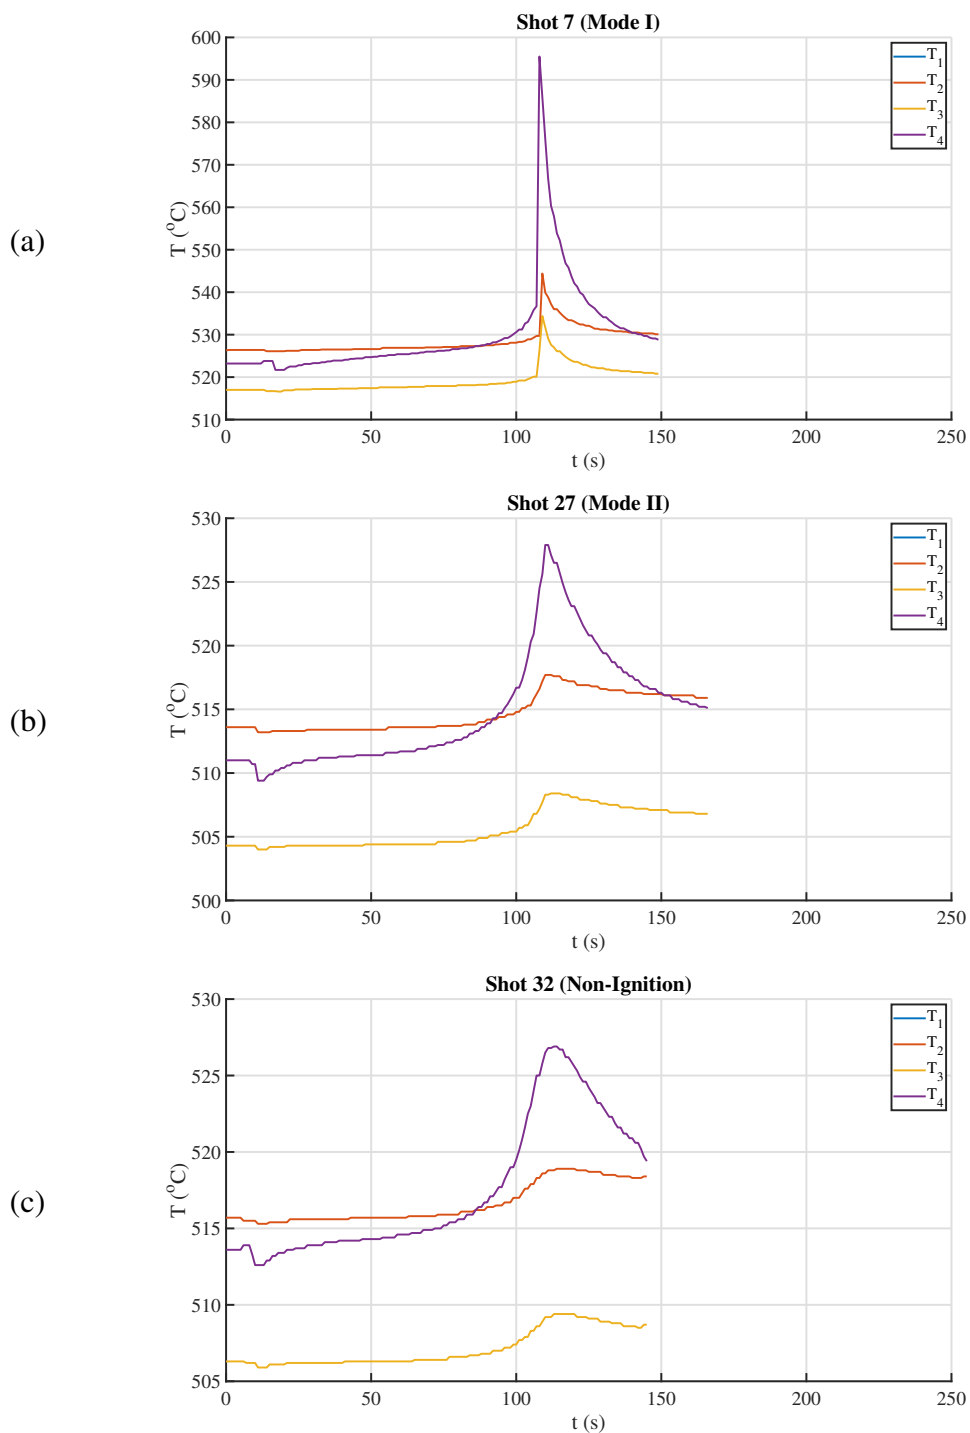 Shot 7 (Mode I)
600
590
580
570
560
550
540
530
520
510
T (°C)
0 50 100 150 200 250
t (s)
T1
T2
T3
T4
(a)
Shot 27 (Mode II)
530
525
520
515
510
505
500
T (°C)
0 50 100 150 200 250
t (s)
T1
T2
T3
T4
(b)
Shot 32 (Non-Ignition)
530
525
520
515
510
505
T (°C)
0 50 100 150 200 250
t (s)
T1
T2
T3
T4
(c)